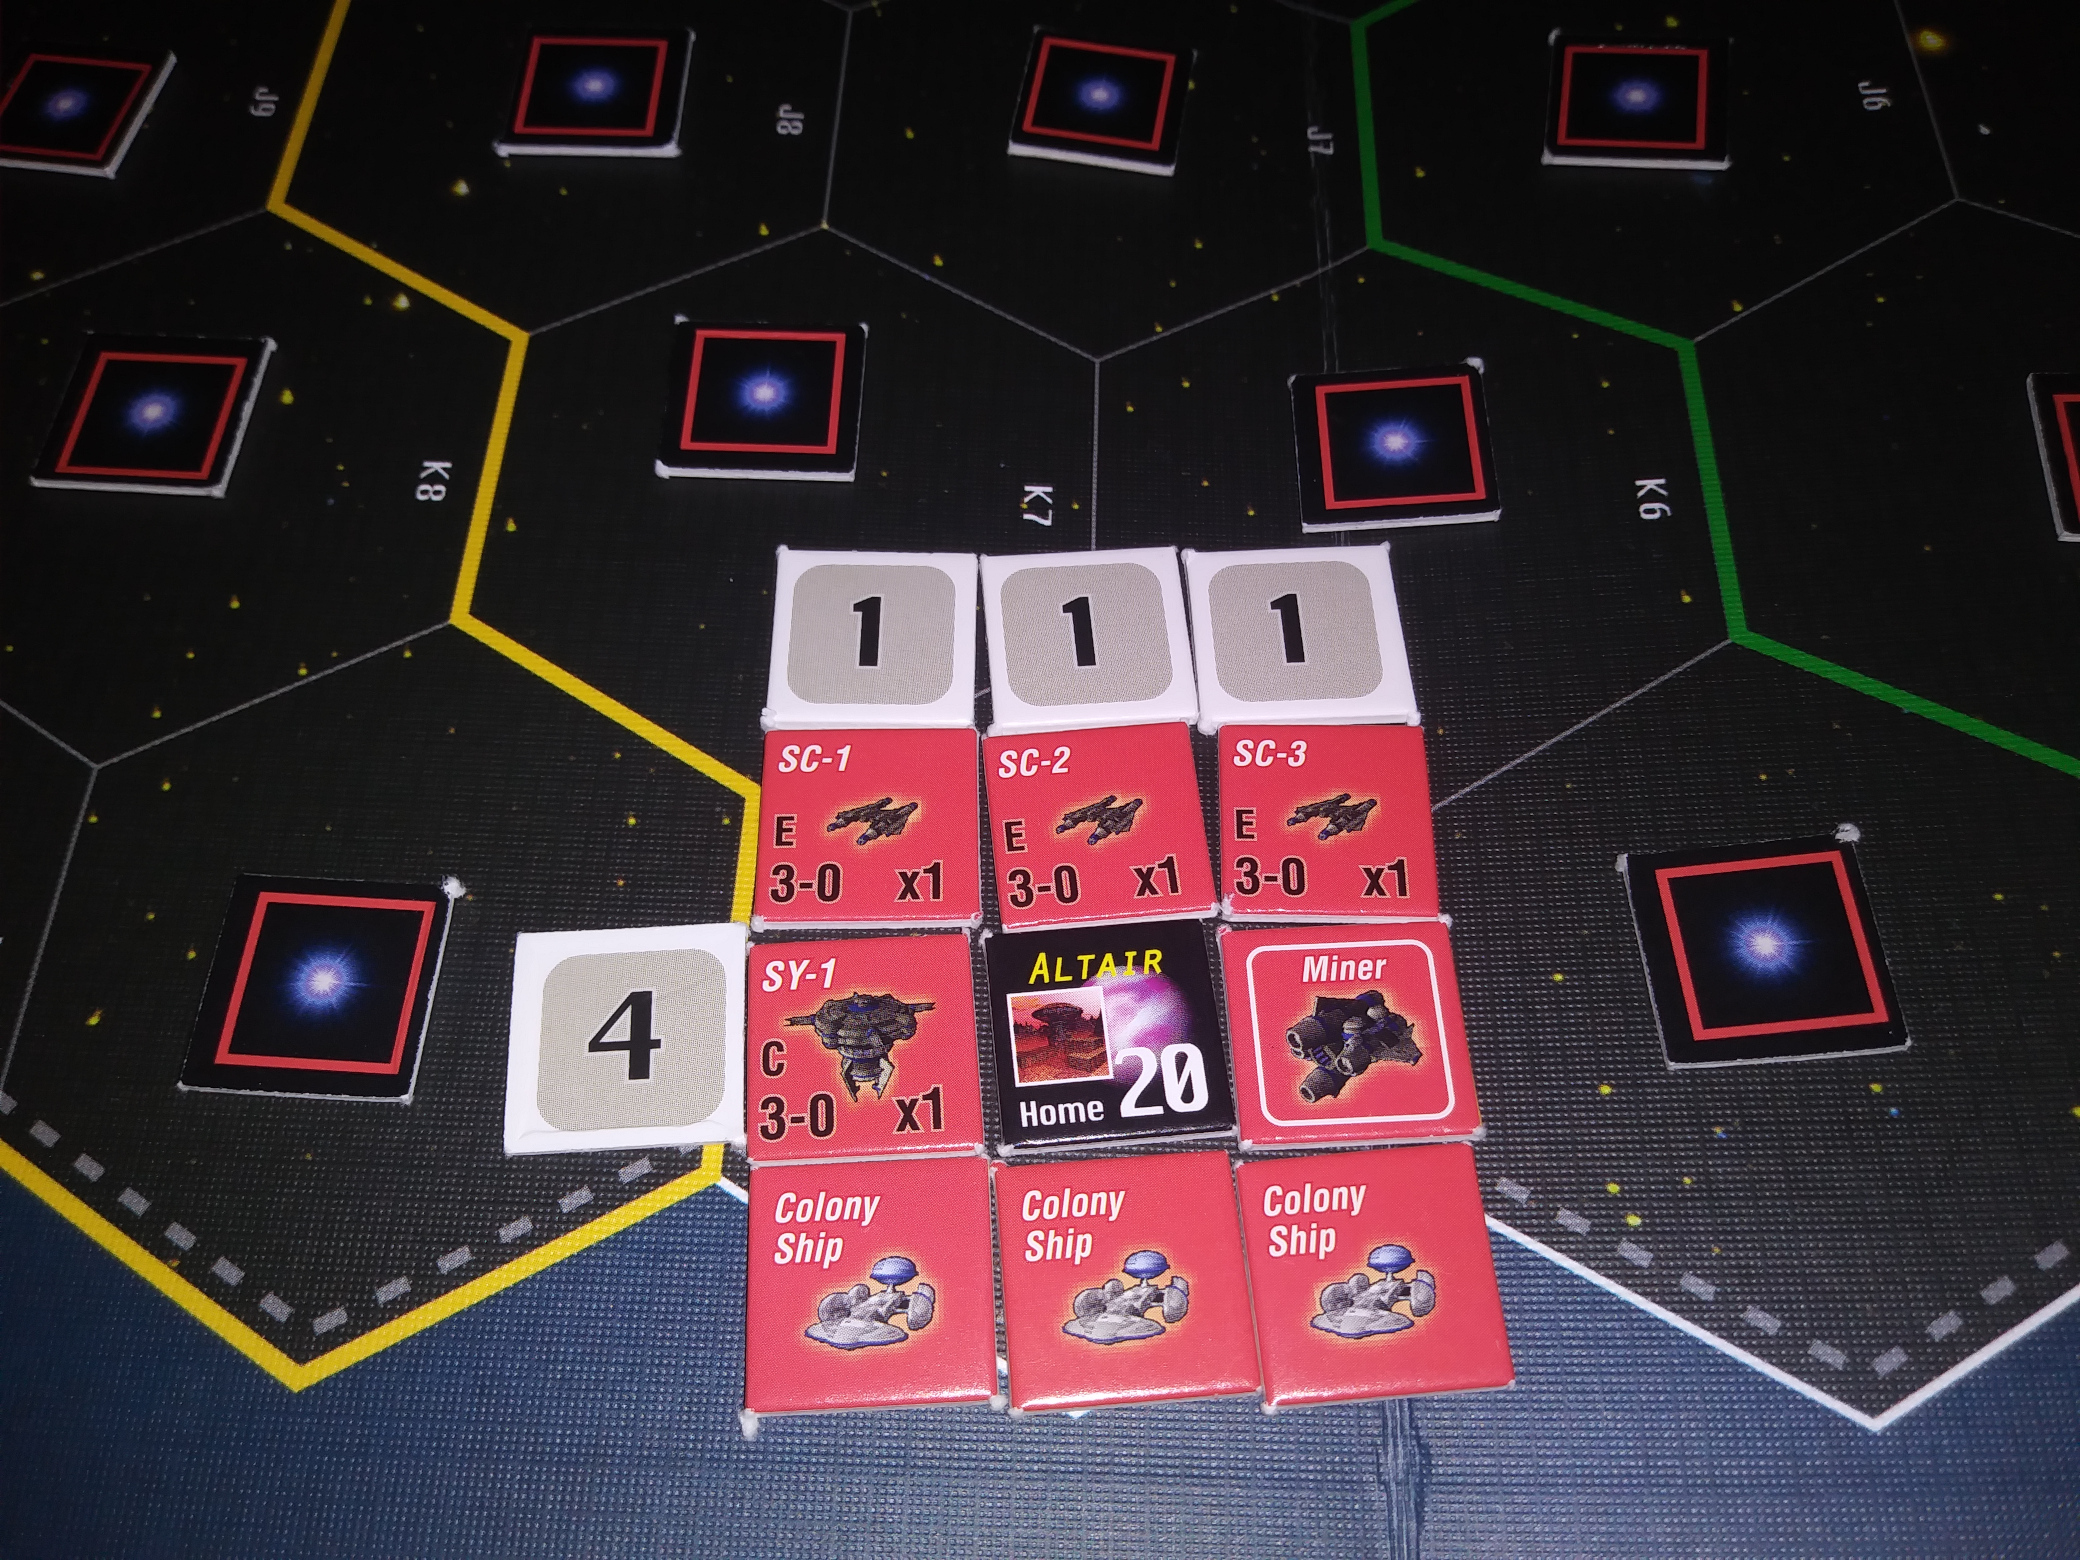 J9
J8
J7
J6
K8
K7
K6
1
1
1
SC-1
E
3-0 x1
SC-2
E
3-0 x1
SC-3
E
3-0 x1
4
SY-1
C
3-0 x1
ALTAIR
Home 20
Miner
Colony
Ship
Colony
Ship
Colony
Ship